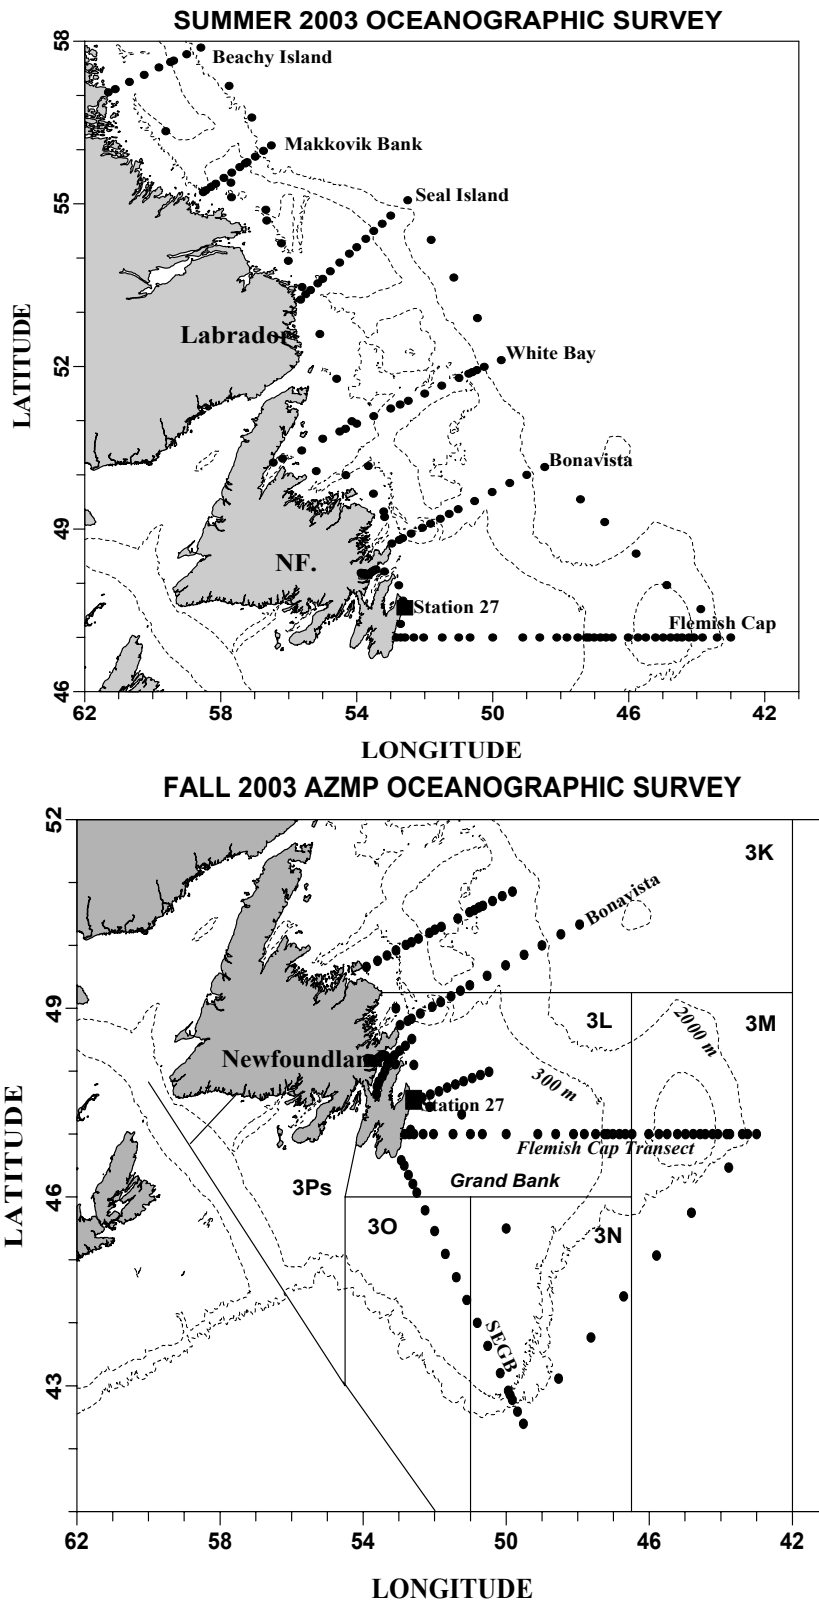 SUMMER 2003 OCEANOGRAPHIC SURVEY
58
Beachy Island
Makkovik Bank
55
Seal Island
LATITUDE
Labrador
52
White Bay
Bonavista
49
NF.
Station 27
Flemish Cap
46
62 58 54 50 46 42
LONGITUDE
FALL 2003 AZMP OCEANOGRAPHIC SURVEY
52
3K
Bonavista
49
3L
2000 m
3M
Newfoundland
300 m
Station 27
Flemish Cap Transect
LATITUDE
3Ps
Grand Bank
46
3O
3N
SEGB
43
62 58 54 50 46 42
LONGITUDE